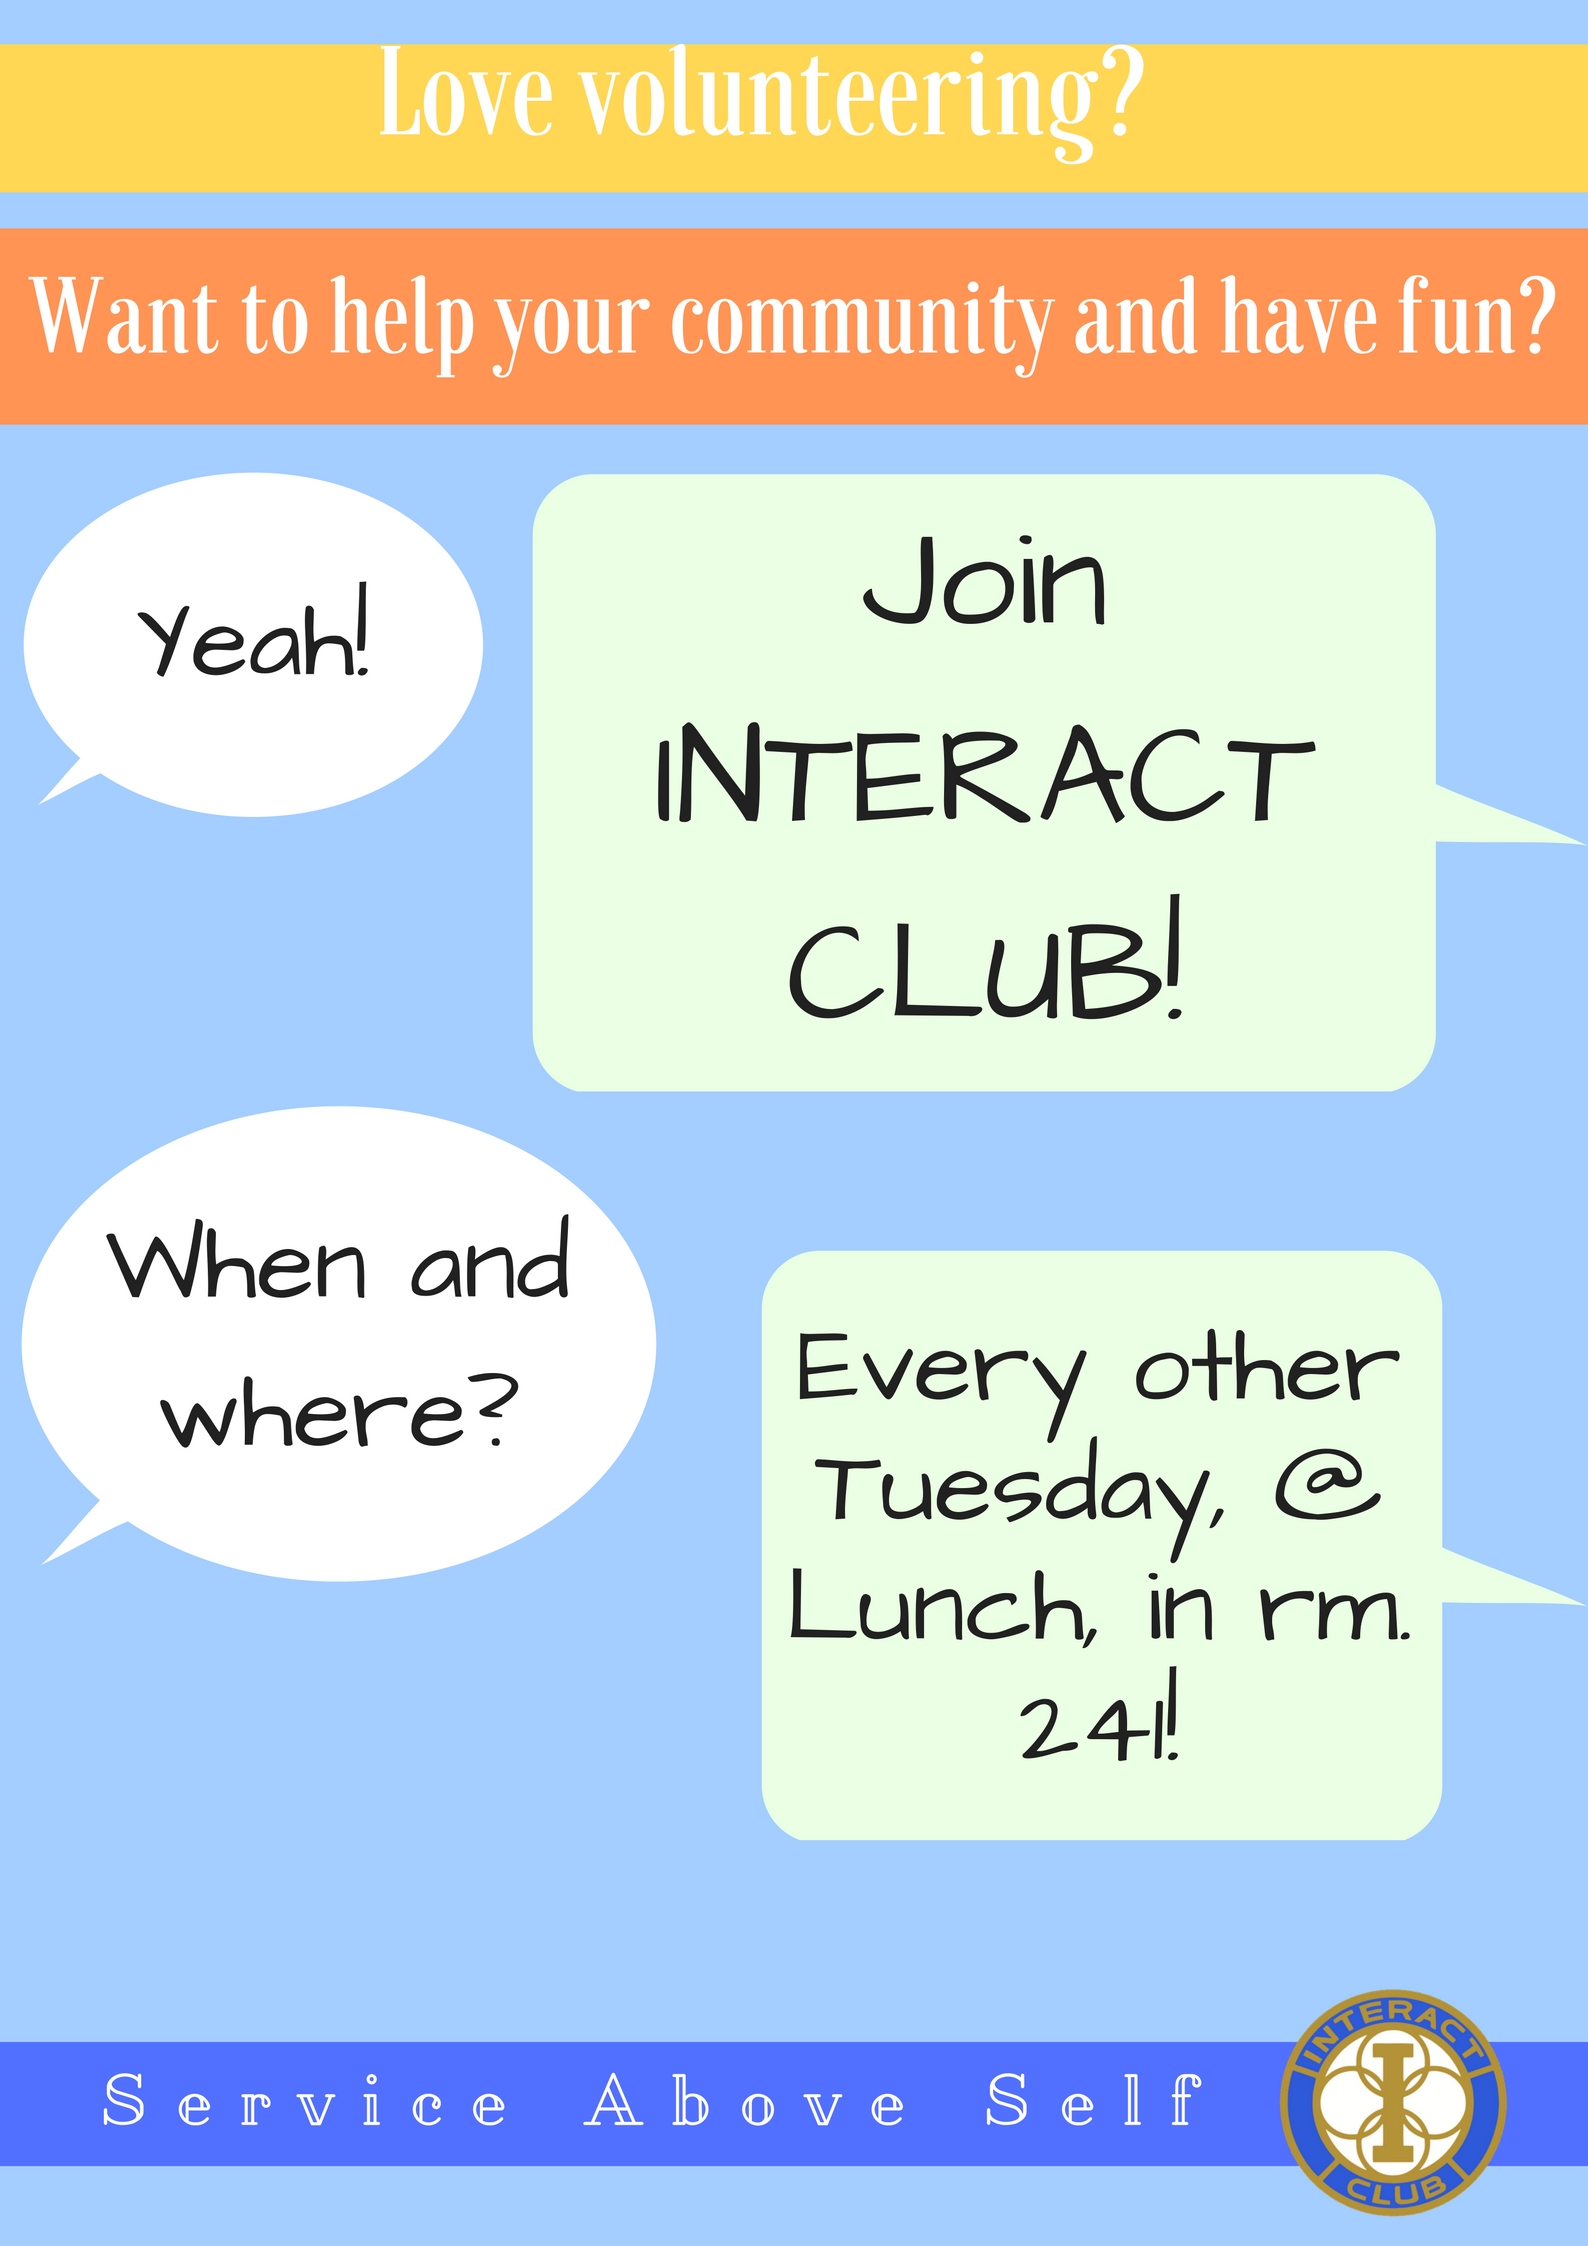 Love volunteering?
Want to help your community and have fun?
Yeah!
Join
INTERACT
CLUB!
When and
where?
Every other
Tuesday, @
Lunch, in rm.
241!
Service Above Self
INTERACT
I
CLUB